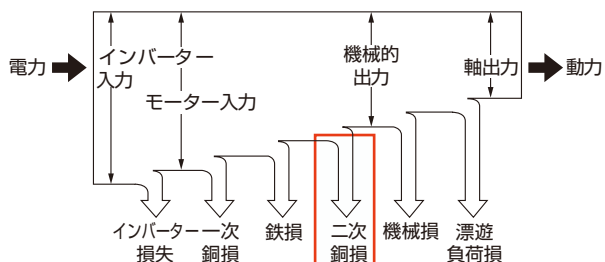 電力
インバーター
入力
モーター入力
機械的
出力
軸出力
動力
インバーター
損失
一次
銅損
鉄損
二次
銅損
機械損
漂遊
負荷損